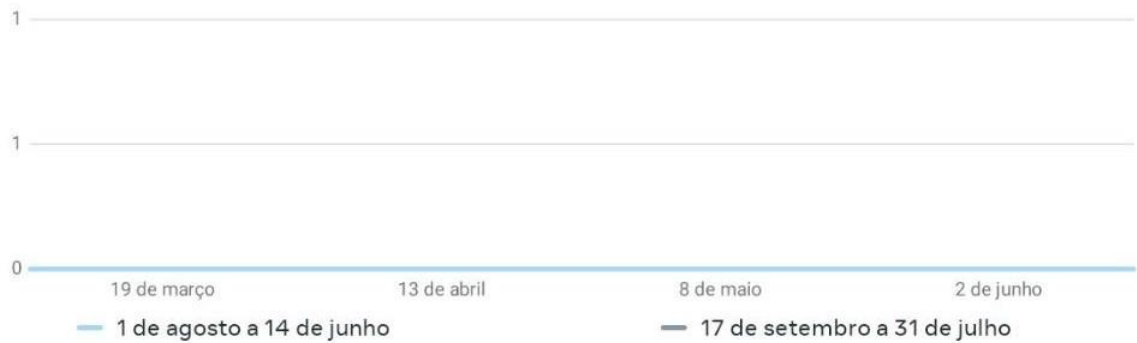 1
1
0
19 de março 13 de abril 8 de maio 2 de junho
1 de agosto a 14 de junho 17 de setembro a 31 de julho